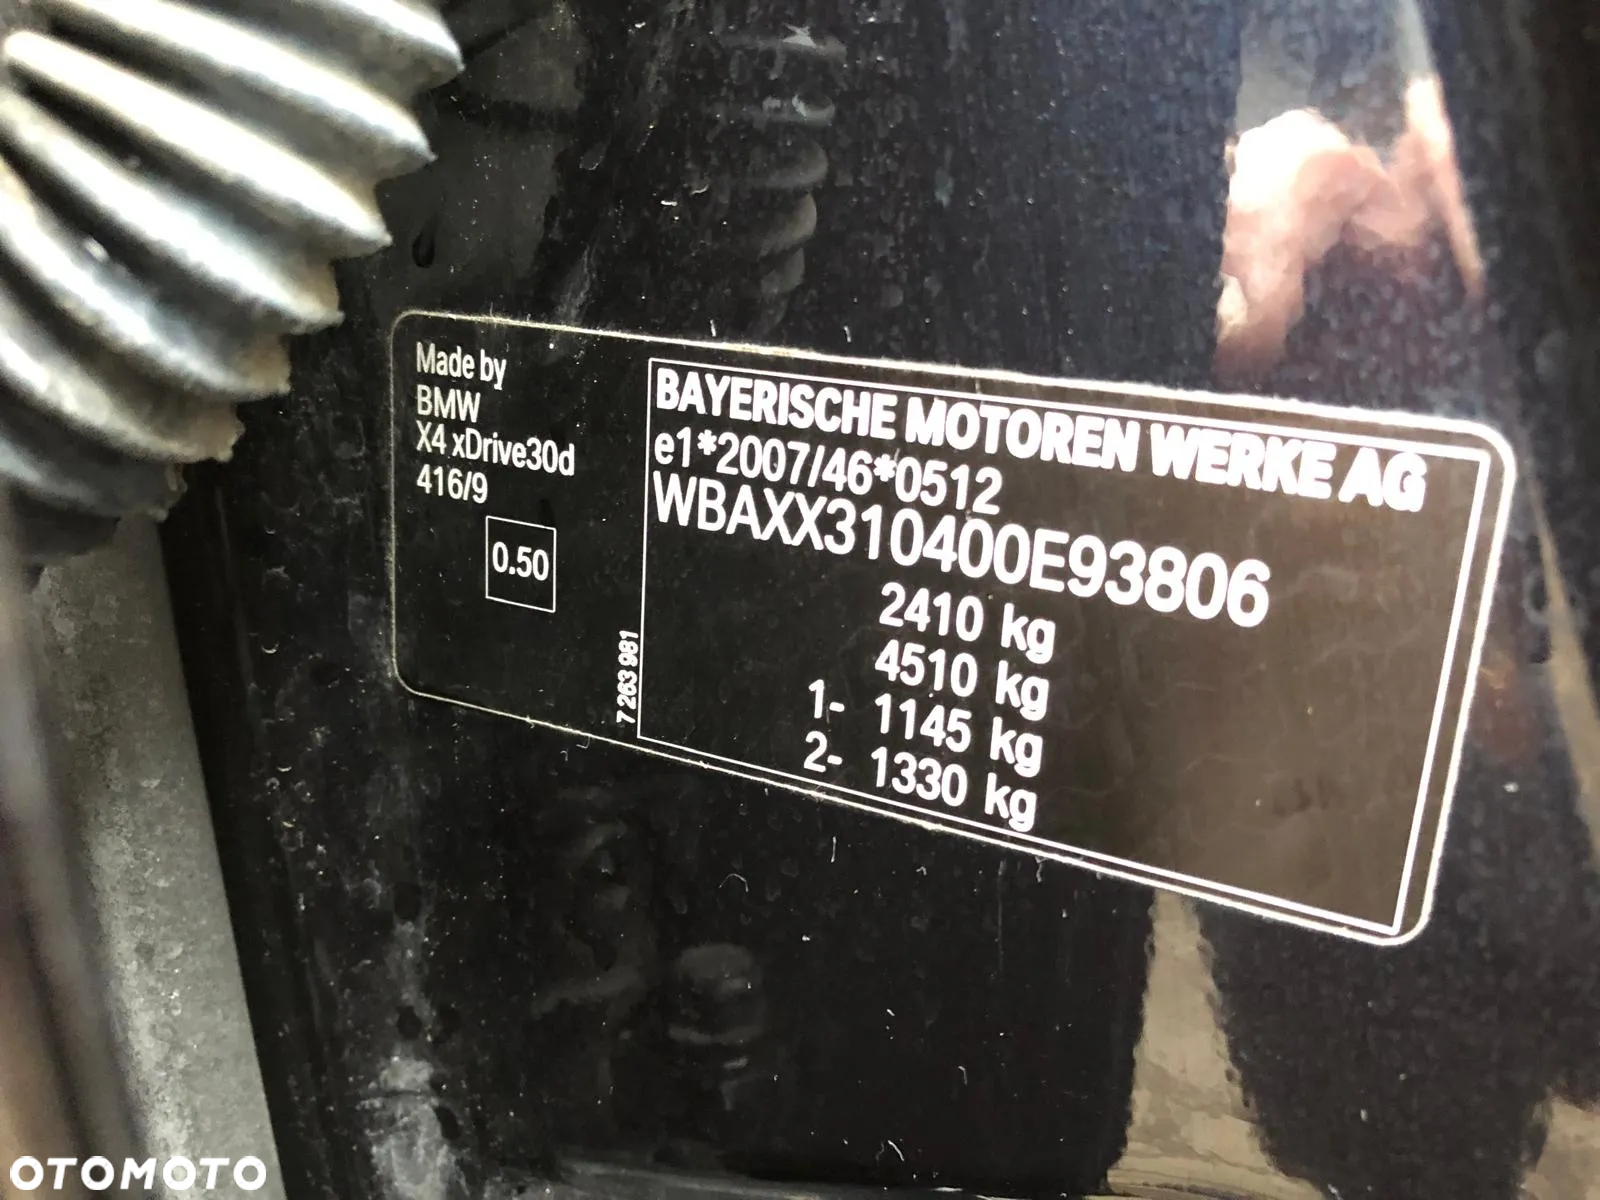 Made by
BMW
X4 xDrive30d
416/9
0.50
7 263 981
BAYERISCHE MOTOREN WERKE AG
e1*2007/46*0512
WBAXX310400E93806
2410 kg
4510 kg
1- 1145 kg
2- 1330 kg
OTOMOTO